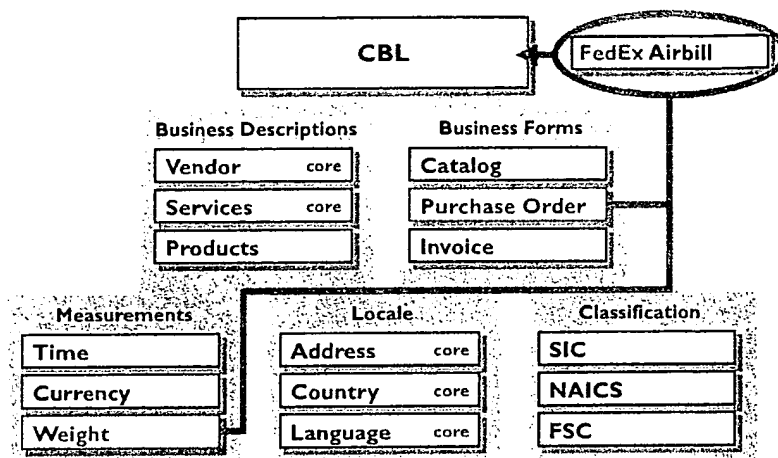 CBL
FedEx Airbill
Business Descriptions
Vendor core
Services core
Products
Business Forms
Catalog
Purchase Order
Invoice
Measurements
Time
Currency
Weight
Locale
Address core
Country core
Language core
Classification
SIC
NAICS
FSC